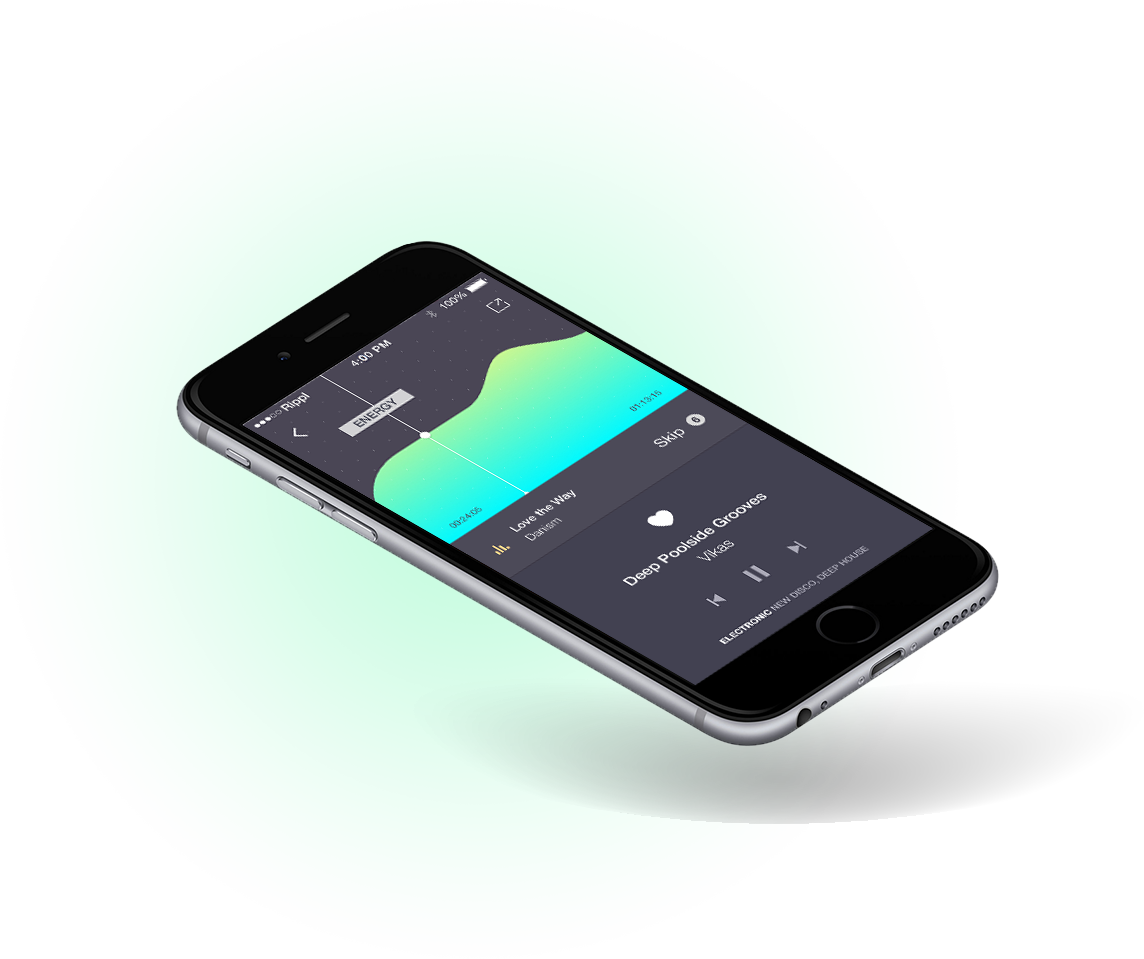 Rippl 4:00 PM 100%
ENERGY
00:24:06 01:13:16
Love the Way
Danism
Skip 6
Deep Poolside Grooves
Vikas
ELECTRONIC NEW DISCO, DEEP HOUSE